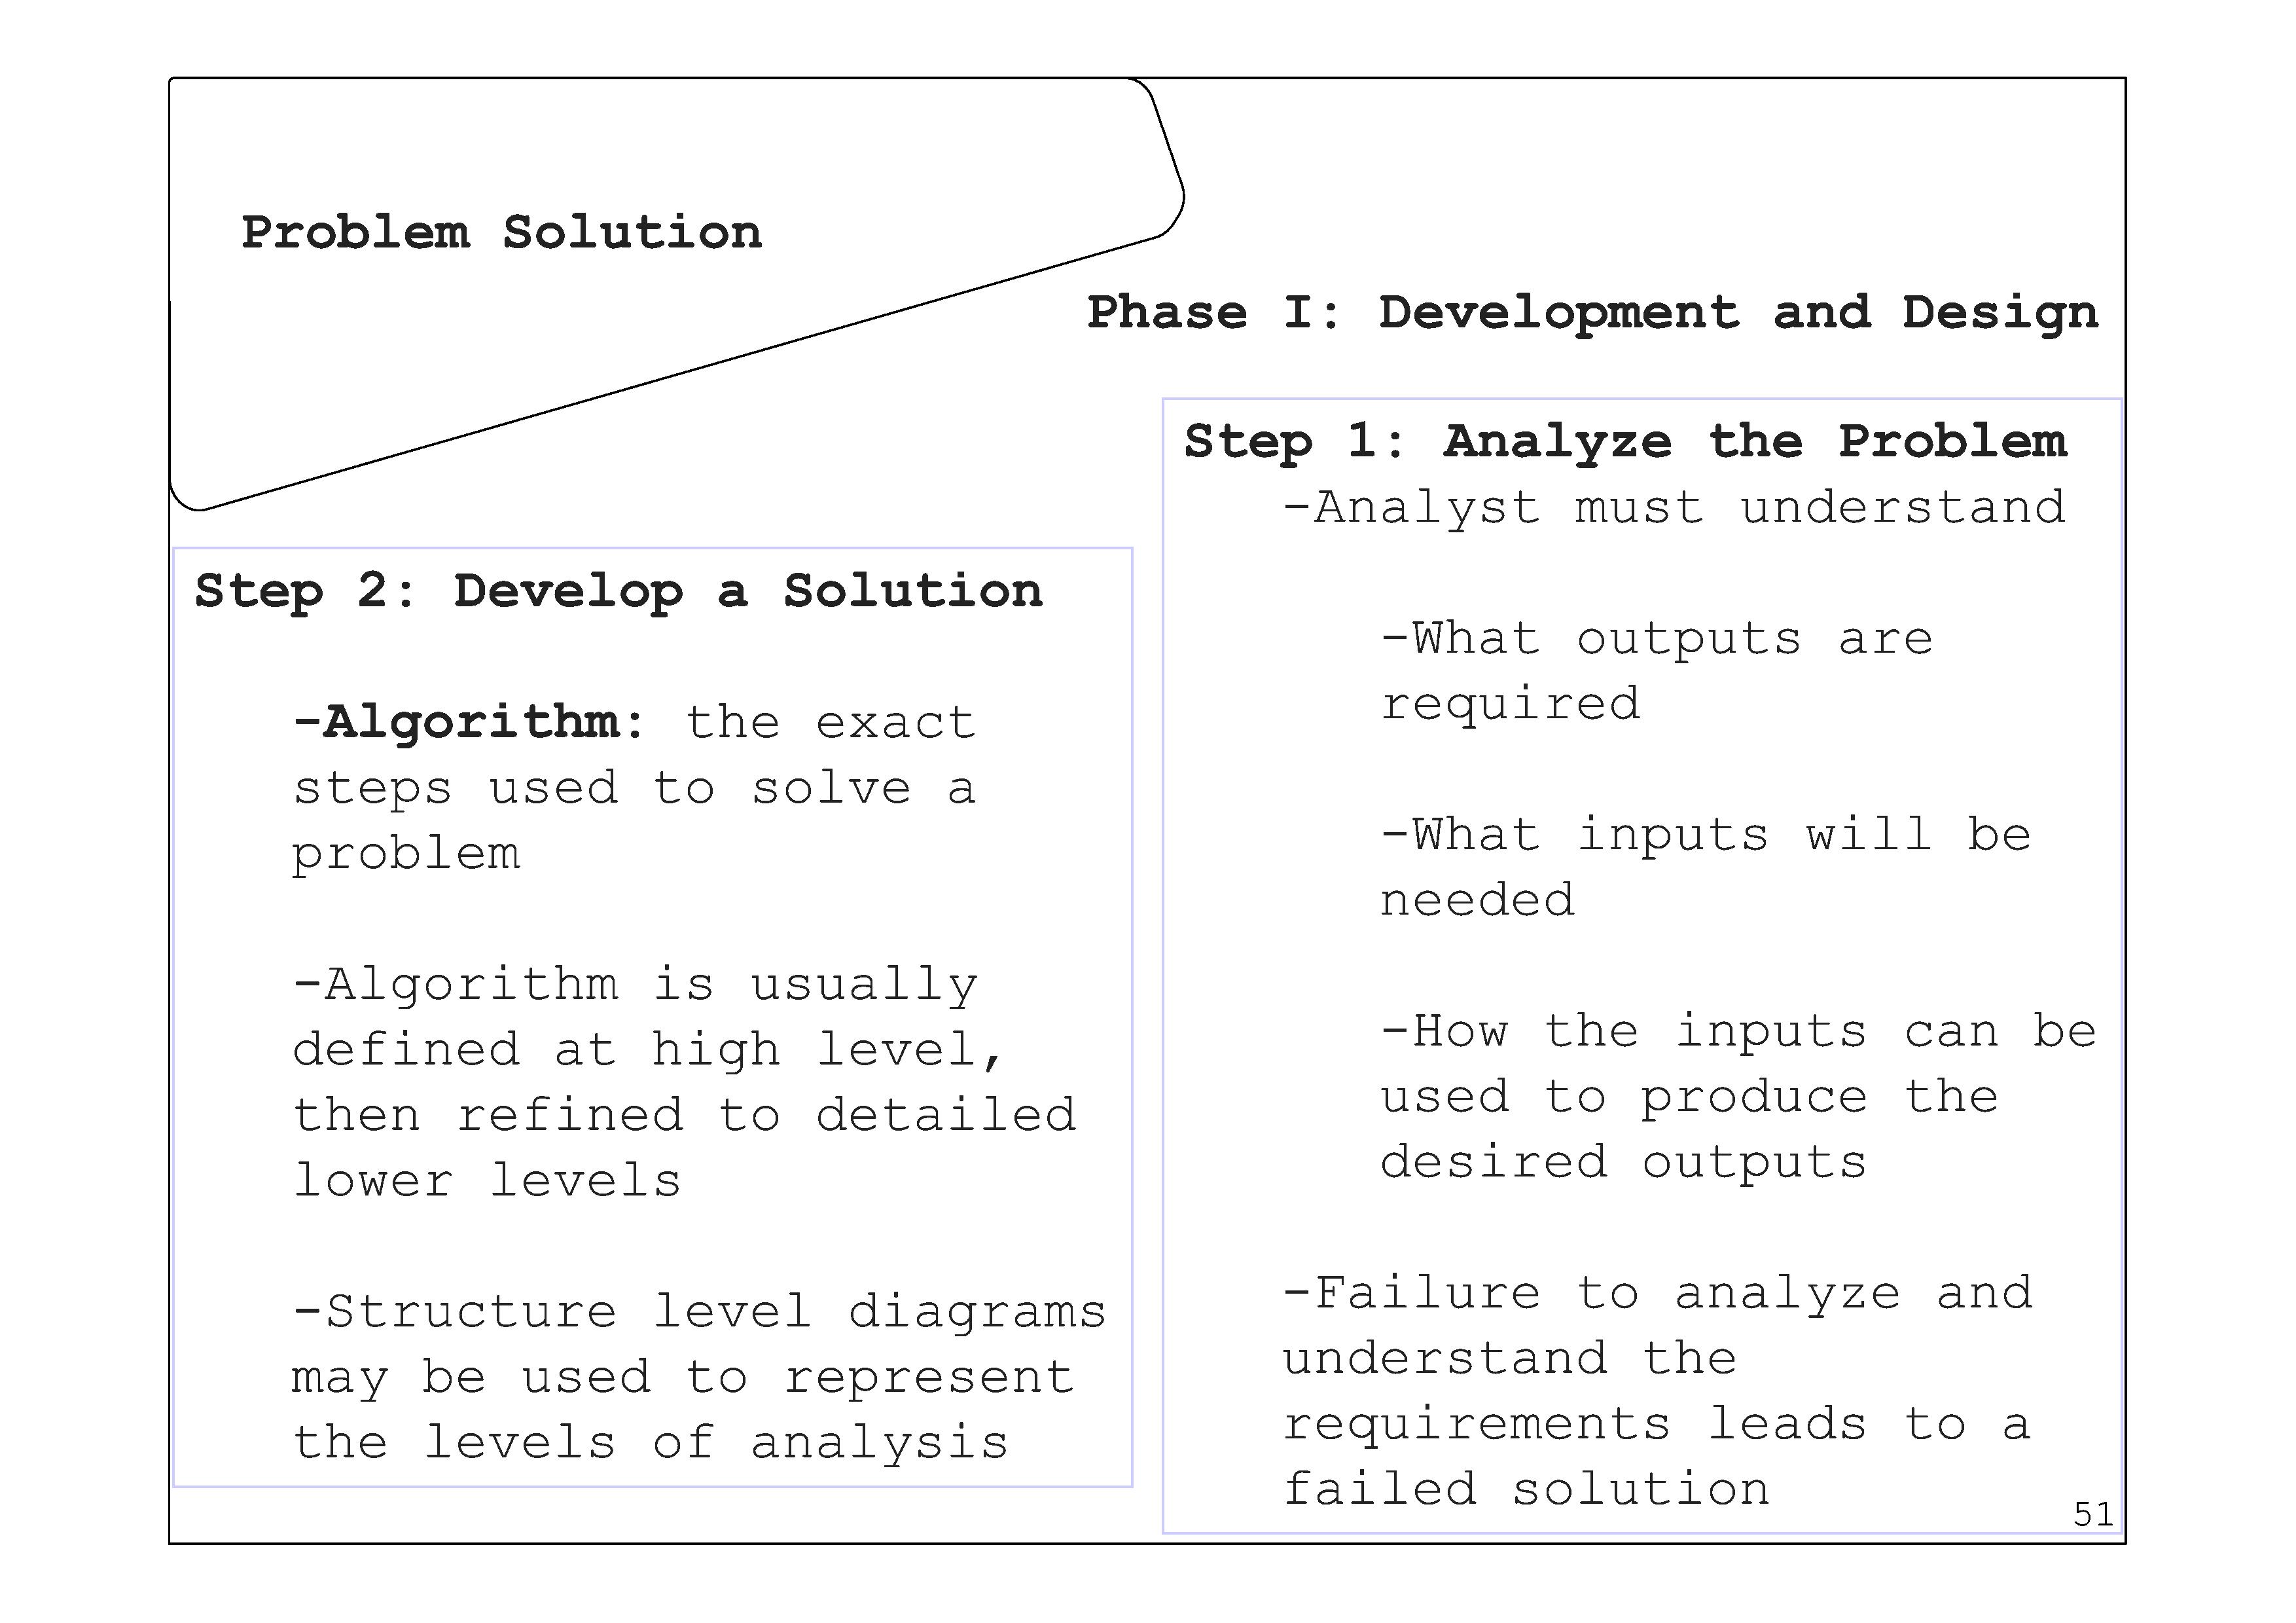 Problem Solution
Phase I: Development and Design
Step 1: Analyze the Problem
-Analyst must understand
-What outputs are
required
-What inputs will be
needed
-How the inputs can be
used to produce the
desired outputs
-Failure to analyze and
understand the
requirements leads to a
failed solution
Step 2: Develop a Solution
-Algorithm: the exact
steps used to solve a
problem
-Algorithm is usually
defined at high level,
then refined to detailed
lower levels
-Structure level diagrams
may be used to represent
the levels of analysis
51